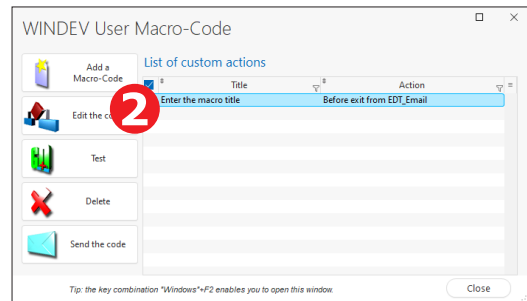 WINDEV User Macro-Code
Add a
Macro-Code
List of custom actions
Title
Action
Enter the macro title
Before exit from EDT_Email
Edit the co
2
Test
Delete
Send the code
Tip: the key combination "Windows"+F2 enables you to open this window.
Close